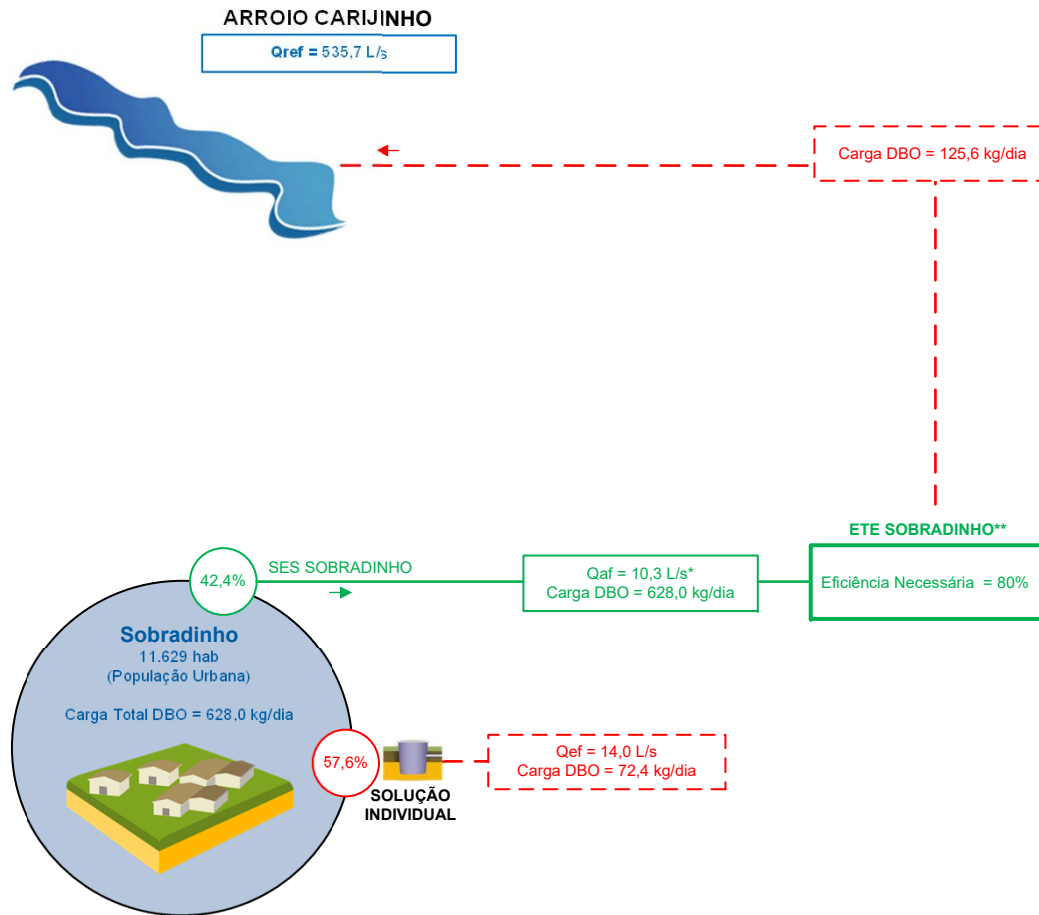 ARROIO CARIJINHO
Qref = 535,7 L/s
Carga DBO = 125,6 kg/dia
ETE SOBRADINHO**
42,4%
SES SOBRADINHO
Qaf = 10,3 L/s*
Carga DBO = 628,0 kg/dia
Eficiência Necessária = 80%
Sobradinho
11.629 hab
(População Urbana)
Carga Total DBO = 628,0 kg/dia
57,6%
SOLUÇÃO
INDIVIDUAL
Qef = 14,0 L/s
Carga DBO = 72,4 kg/dia